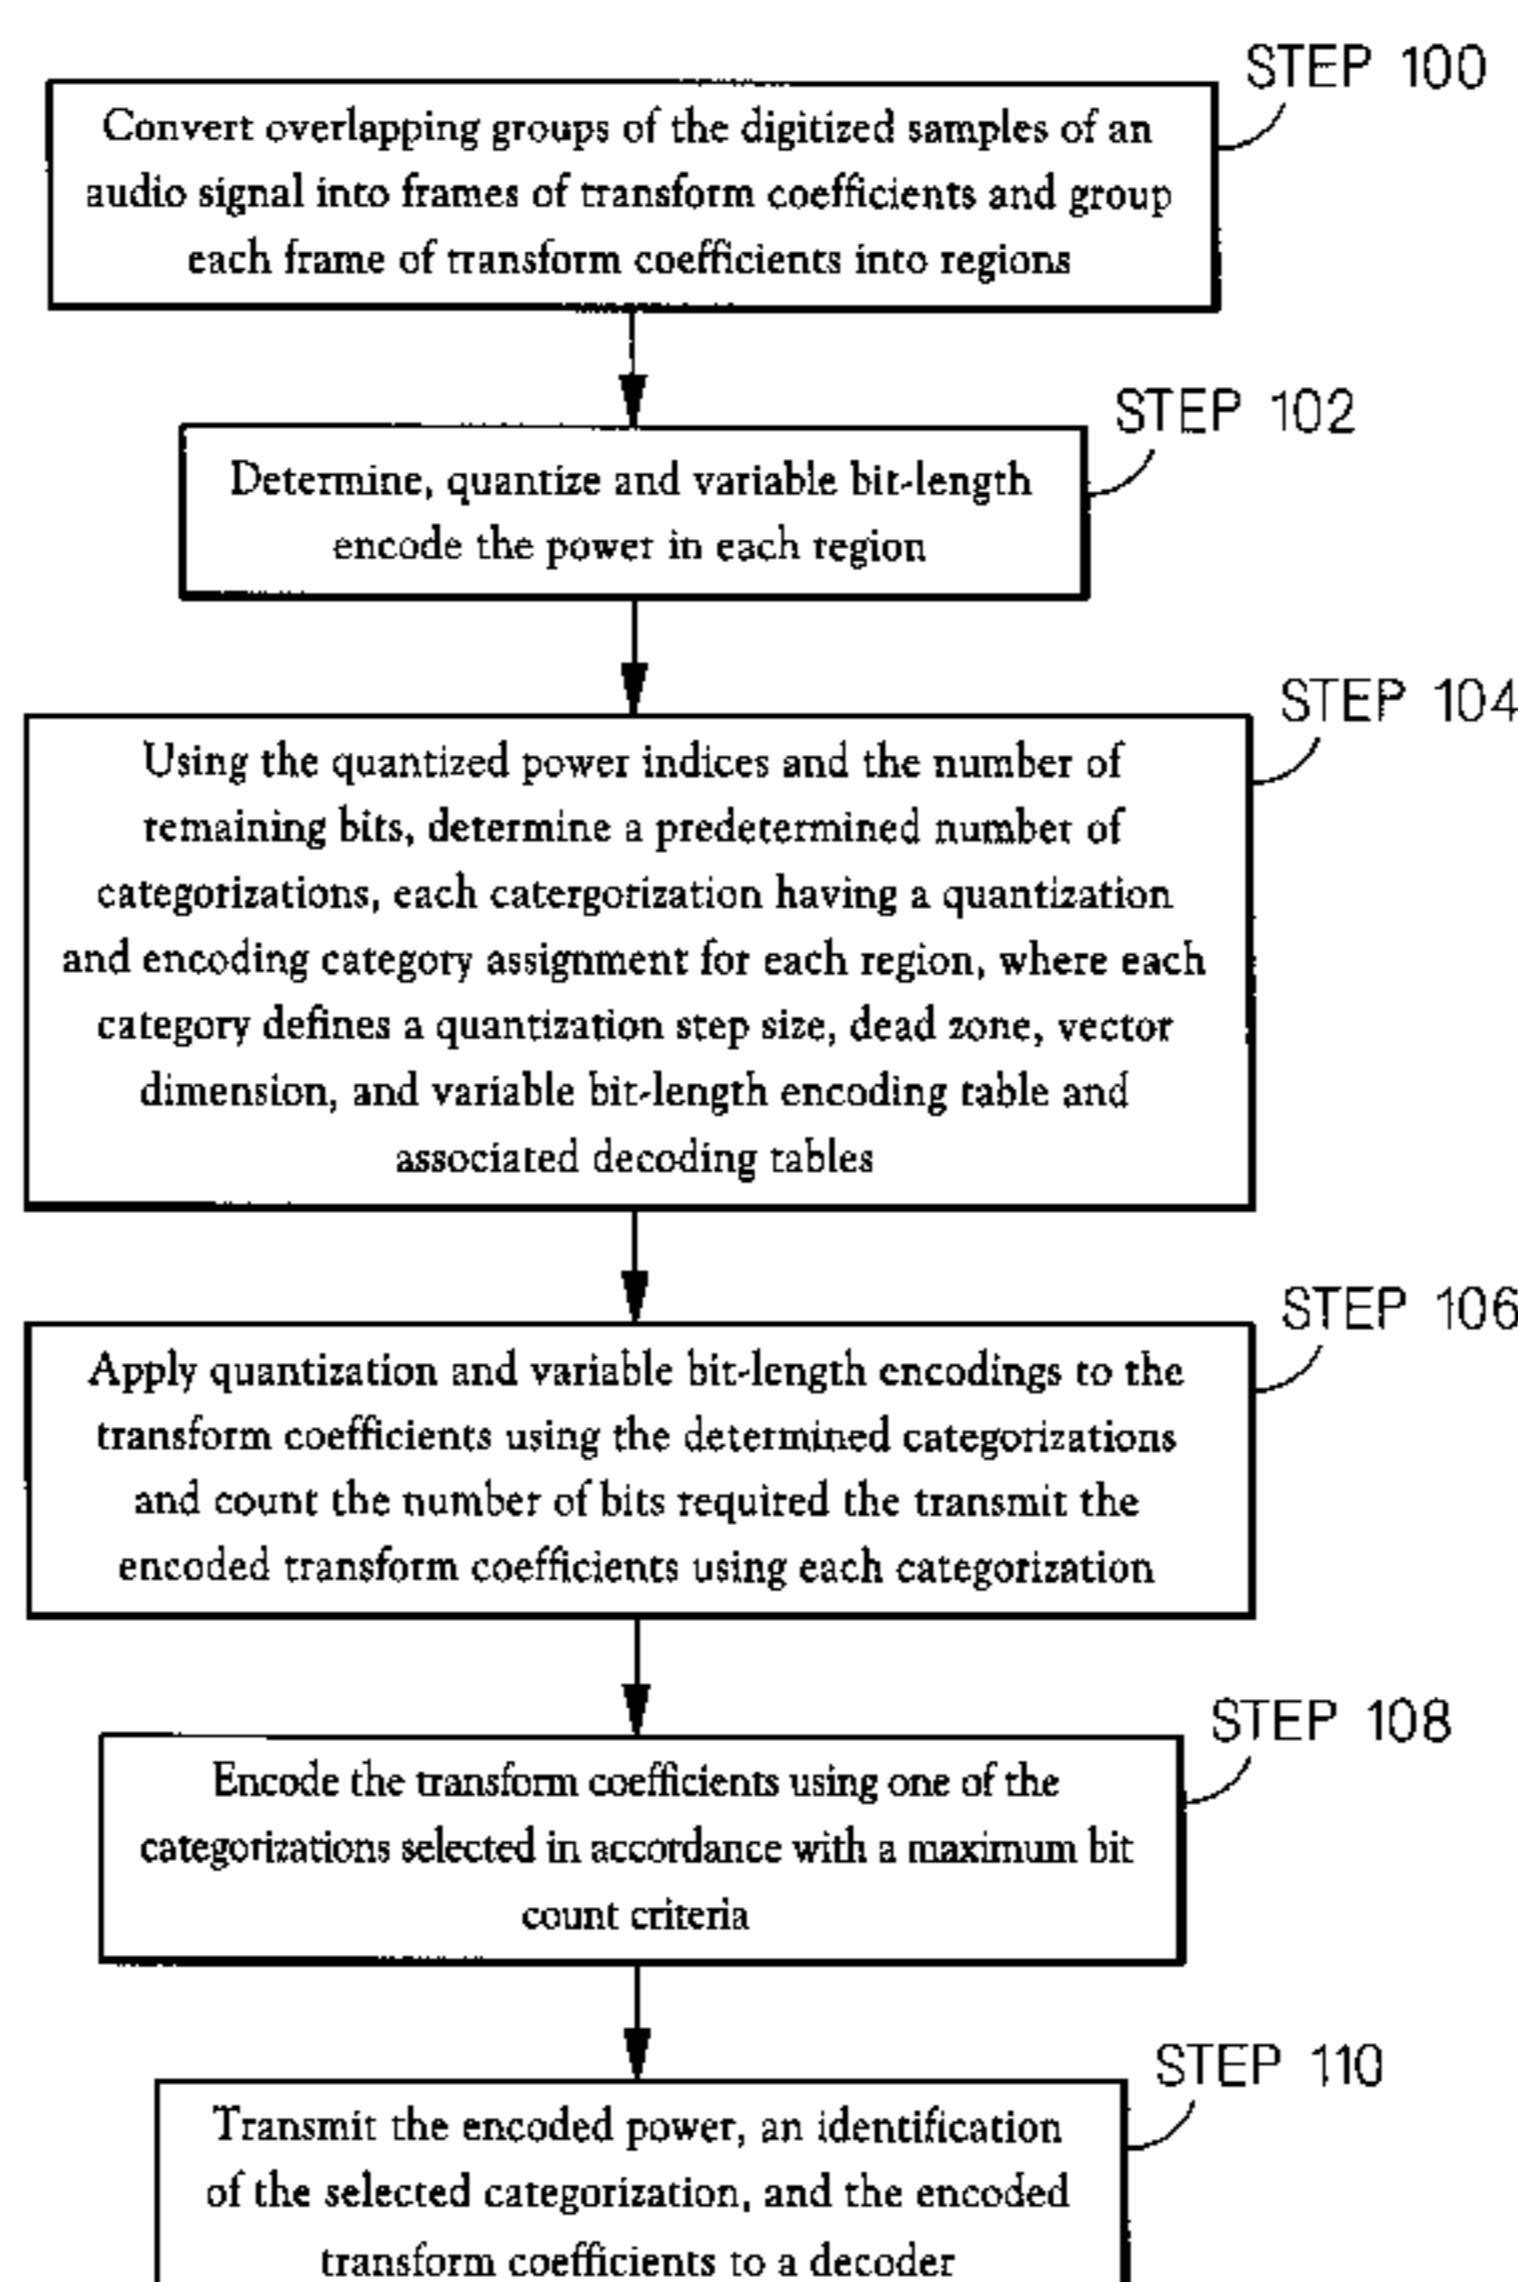 STEP 100
Convert overlapping groups of the digitized samples of an
audio signal into frames of transform coefficients and group
each frame of transform coefficients into regions
STEP 102
Determine, quantize and variable bit-length
encode the power in each region
STEP 104
Using the quantized power indices and the number of
remaining bits, determine a predetermined number of
categorizations, each catergorization having a quantization
and encoding category assignment for each region, where each
category defines a quantization step size, dead zone, vector
dimension, and variable bit-length encoding table and
associated decoding tables
STEP 106
Apply quantization and variable bit-length encodings to the
transform coefficients using the determined categorizations
and count the number of bits required the transmit the
encoded transform coefficients using each categorization
STEP 108
Encode the transform coefficients using one of the
categorizations selected in accordance with a maximum bit
count criteria
STEP 110
Transmit the encoded power, an identification
of the selected categorization, and the encoded
transform coefficients to a decoder